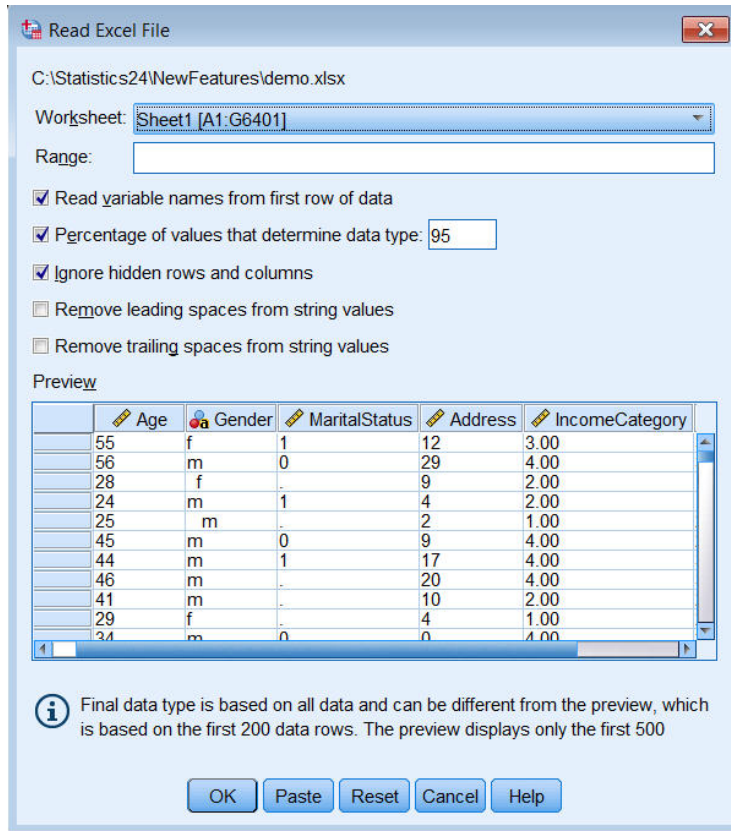 Read Excel File
C:\Statistics24\NewFeatures\demo.xlsx
Worksheet: Sheet1 [A1:G6401]
Range:
Read variable names from first row of data
Percentage of values that determine data type: 95
Ignore hidden rows and columns
Remove leading spaces from string values
Remove trailing spaces from string values
Preview
Age Gender MaritalStatus Address IncomeCategory
55 f 1 12 3.00
56 m 0 29 4.00
28 f . 9 2.00
24 m 1 4 2.00
25 m . 2 1.00
45 m 0 9 4.00
44 m 1 17 4.00
46 m . 20 4.00
41 m . 10 2.00
29 f . 4 1.00
34 m 0 0 4.00
Final data type is based on all data and can be different from the preview, which
is based on the first 200 data rows. The preview displays only the first 500
OK Paste Reset Cancel Help